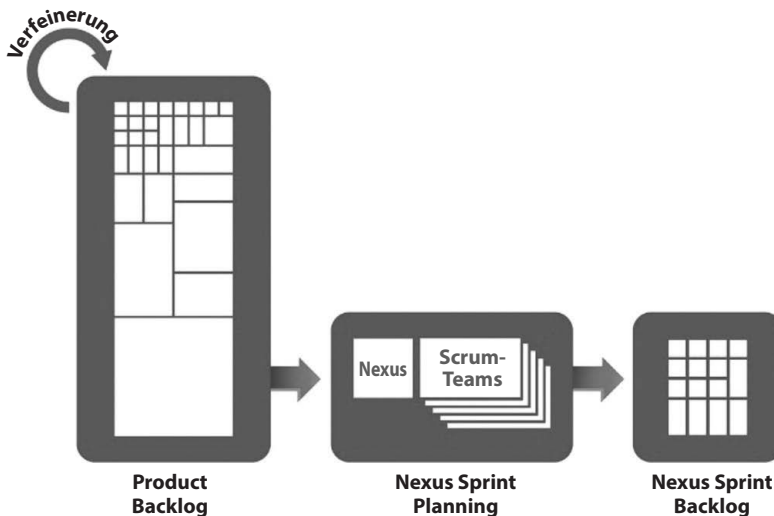 Verfeinerung
Nexus
Scrum-
Teams
Product
Backlog
Nexus Sprint
Planning
Nexus Sprint
Backlog